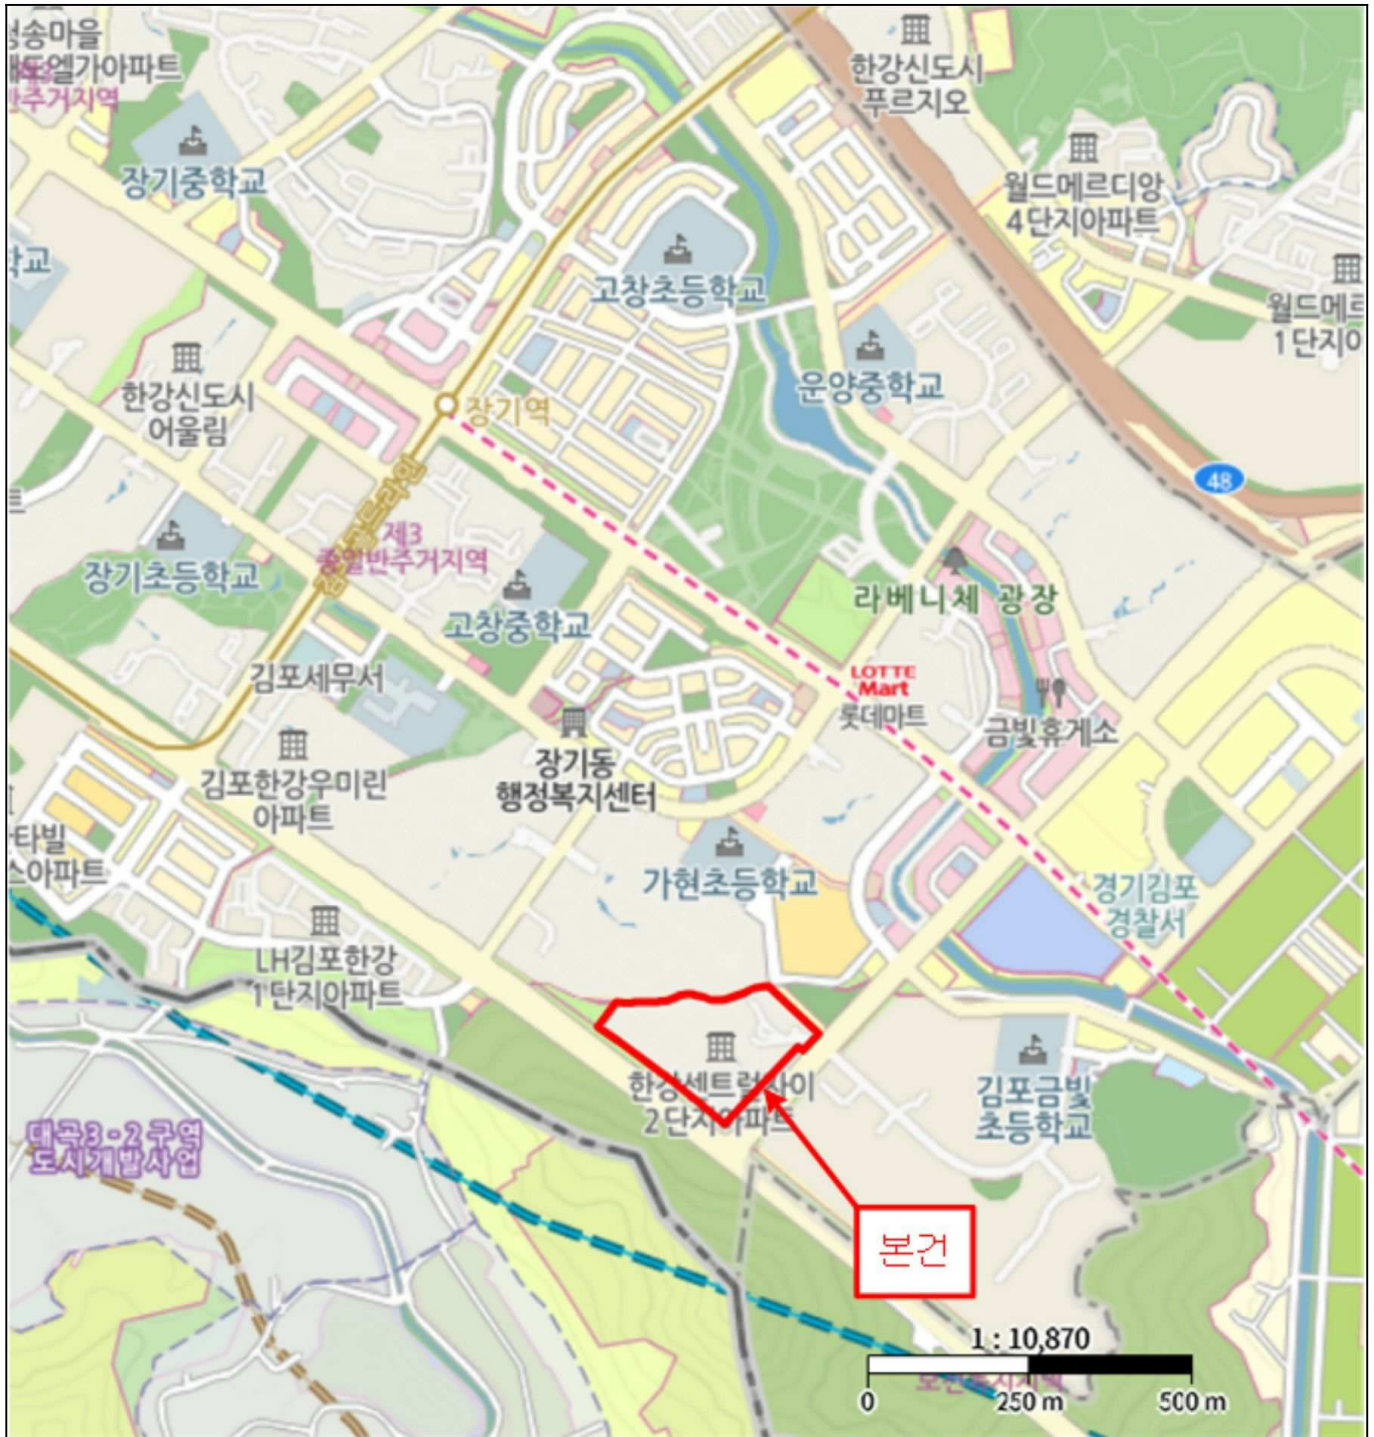 한강신도시
푸르지오
엘가아파트
주거지역
장기중학교
월드메르디앙
4단지아파트
고창초등학교
월드메르
1단지
한강신도시
어울림
운양중학교
장기역
48
제3
종일반주거지역
장기초등학교
고창중학교
라베니체 광장
김포세무서
LOTTE
Mart
롯데마트
금빛휴게소
장기동
행정복지센터
김포한강우미린
아파트
타빌
스아파트
가현초등학교
경기김포
경찰서
LH김포한강
1단지아파트
한강센트럴자이
2단지아파트
김포금빛
초등학교
대곡3-2구역
도시개발사업
본건
1 : 10,870
0
250 m
500 m